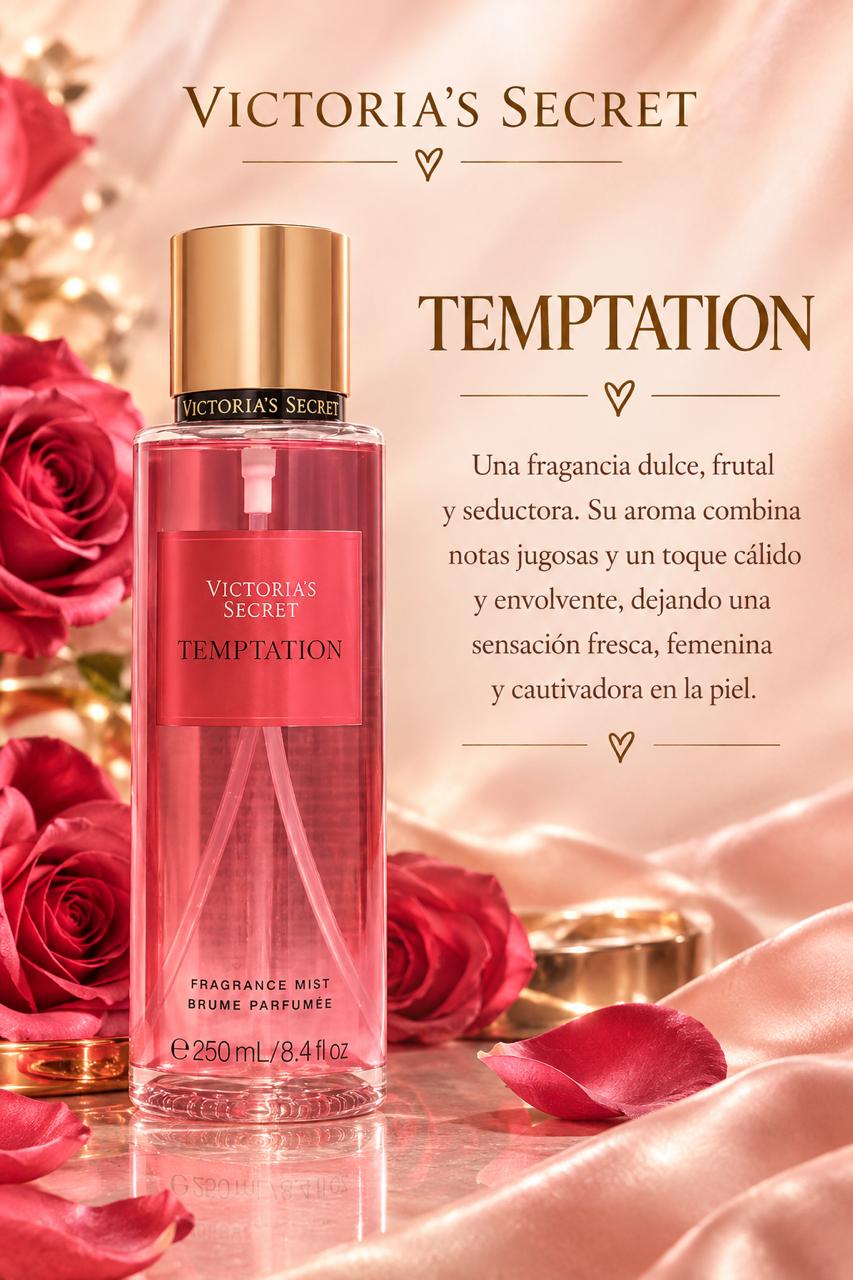 VICTORIA'S SECRET
TEMPTATION
Una fragancia dulce, frutal
y seductora. Su aroma combina
notas jugosas y un toque cálido
y envolvente, dejando una
sensación fresca, femenina
y cautivadora en la piel.
VICTORIA'S SECRET
VICTORIA'S
SECRET
TEMPTATION
FRAGRANCE MIST
BRUME PARFUMÉE
℮250 mL/8.4 fl oz